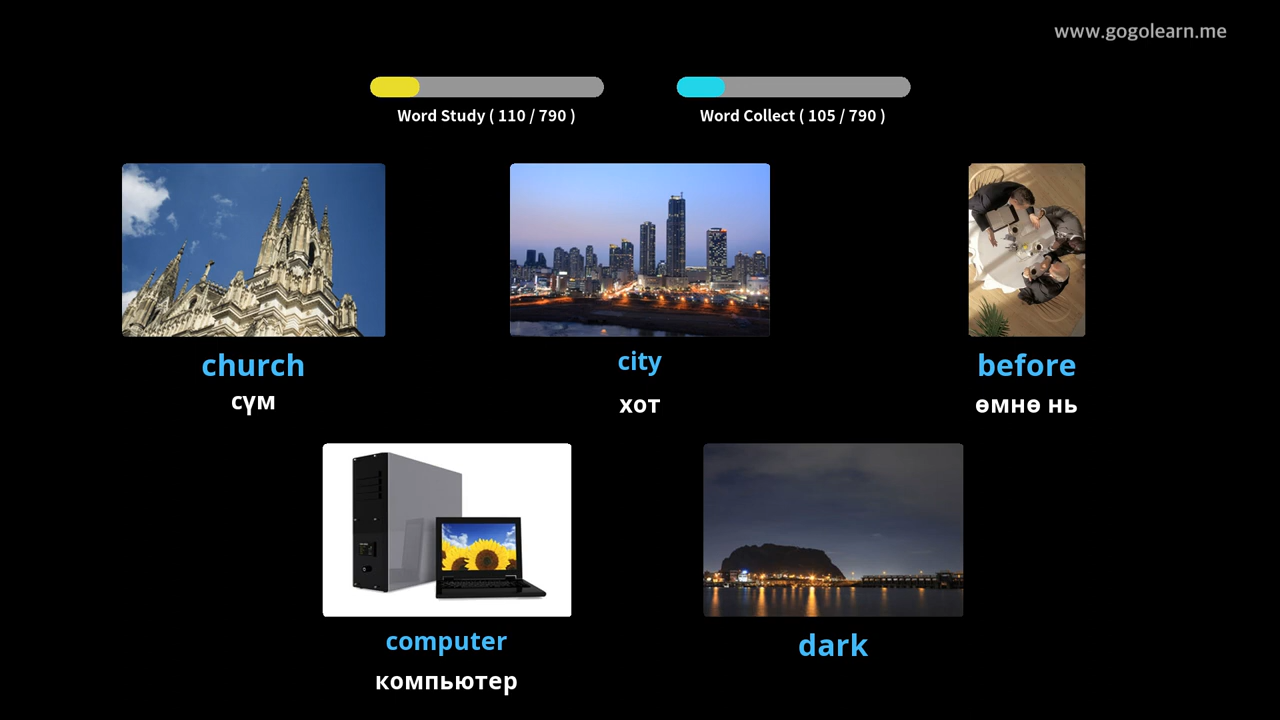 www.gogolearn.me
Word Study ( 110 / 790 )
Word Collect ( 105 / 790 )
church
сүм
city
хот
before
өмнө нь
computer
компьютер
dark